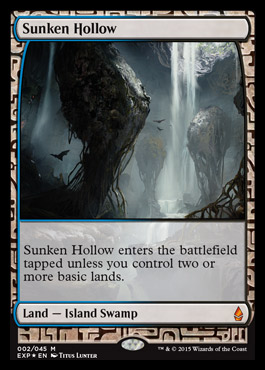 Sunken Hollow
Sunken Hollow enters the battlefield
tapped unless you control two or
more basic lands.
Land — Island Swamp
002/045 M
EXP ★ EN Titus Lunter
™ & © 2015 Wizards of the Coast